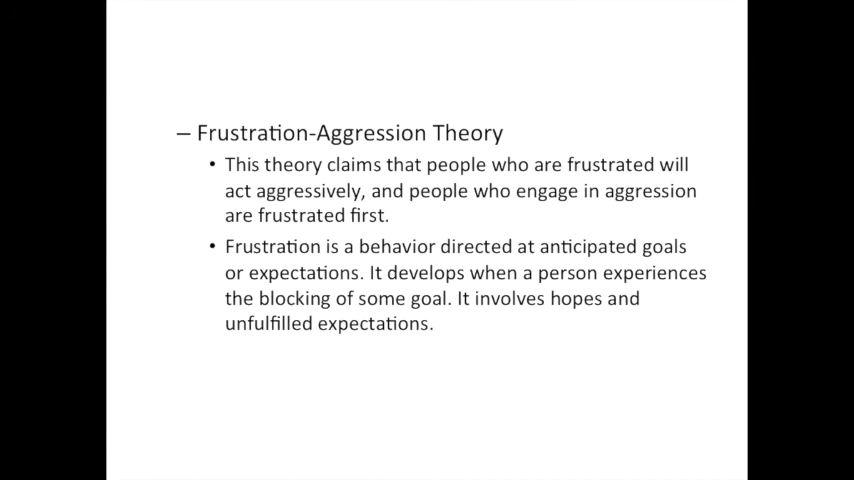 – Frustration-Aggression Theory
• This theory claims that people who are frustrated will
act aggressively, and people who engage in aggression
are frustrated first.
• Frustration is a behavior directed at anticipated goals
or expectations. It develops when a person experiences
the blocking of some goal. It involves hopes and
unfulfilled expectations.